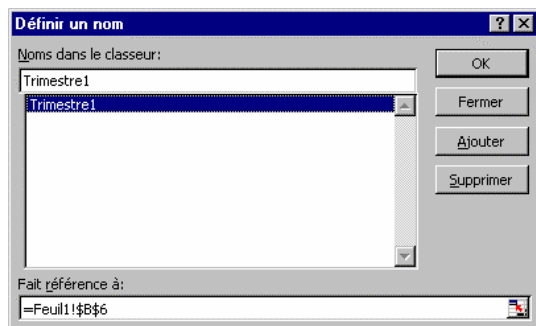 Définir un nom
Noms dans le classeur:
Trimestre1
Trimestre1
OK
Fermer
Ajouter
Supprimer
Fait référence à:
=Feuil1!$B$6